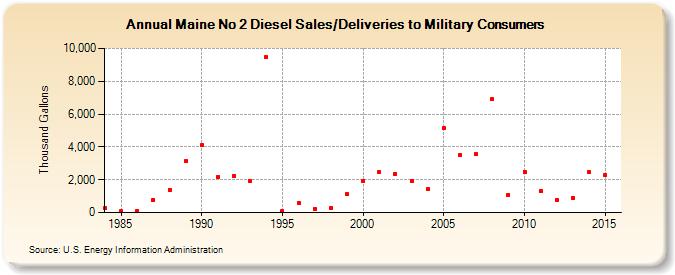 Annual Maine No 2 Diesel Sales/Deliveries to Military Consumers
Thousand Gallons
10,000
8,000
6,000
4,000
2,000
0
1985 1990 1995 2000 2005 2010 2015
Source: U.S. Energy Information Administration